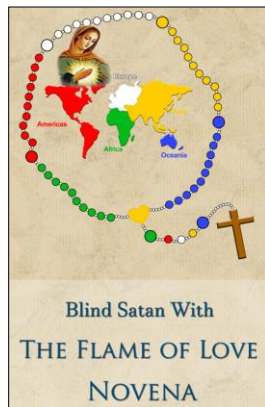 Europe
Americas
Africa
Oceania
Blind Satan With
The Flame of Love
Novena